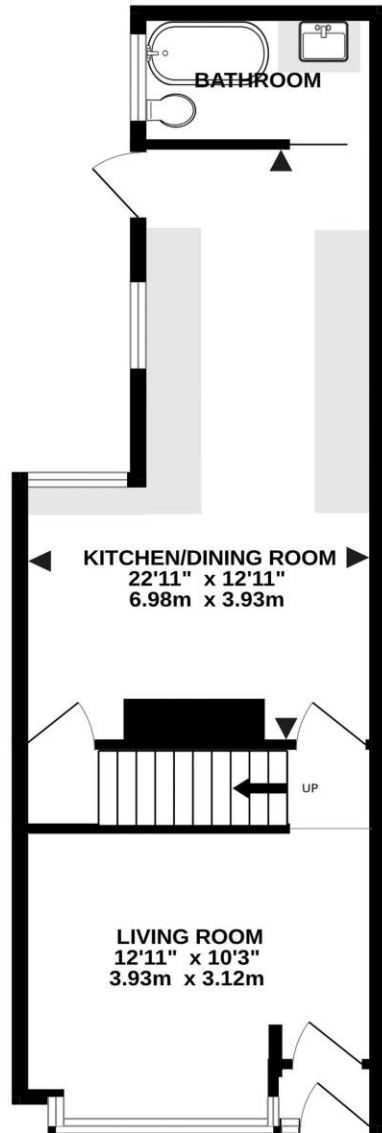 BATHROOM
KITCHEN/DINING ROOM
22'11" x 12'11"
6.98m x 3.93m
UP
LIVING ROOM
12'11" x 10'3"
3.93m x 3.12m